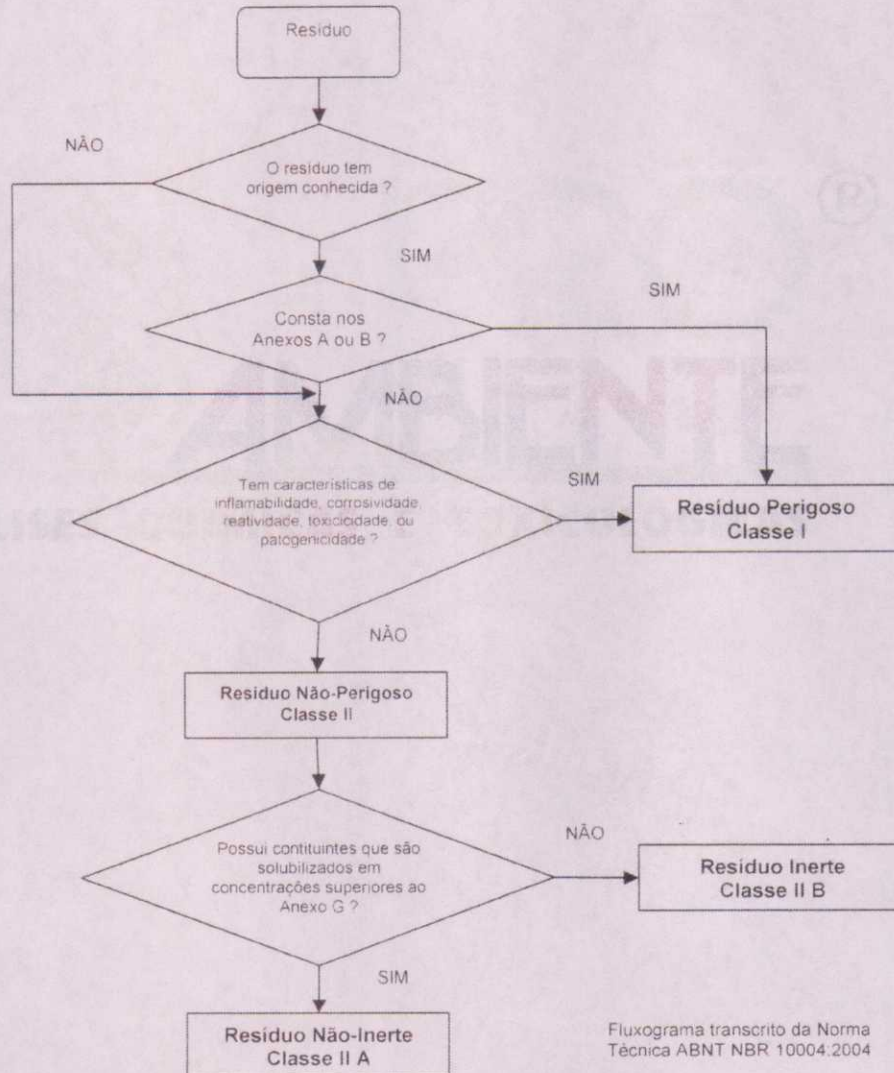 Resíduo
NÃO
O resíduo tem
origem conhecida ?
SIM
SIM
Consta nos
Anexos A ou B ?
NÃO
Tem características de
inflamabilidade, corrosividade
reatividade, toxicicidade, ou
patogenicidade ?
SIM
Resíduo Perigoso
Classe I
NÃO
Resíduo Não-Perigoso
Classe II
Possui contituintes que são
solubilizados em
concentrações superiores ao
Anexo G ?
NÃO
Resíduo Inerte
Classe II B
SIM
Resíduo Não-Inerte
Classe II A
Fluxograma transcrito da Norma
Técnica ABNT NBR 10004:2004
AMBIENTE
®